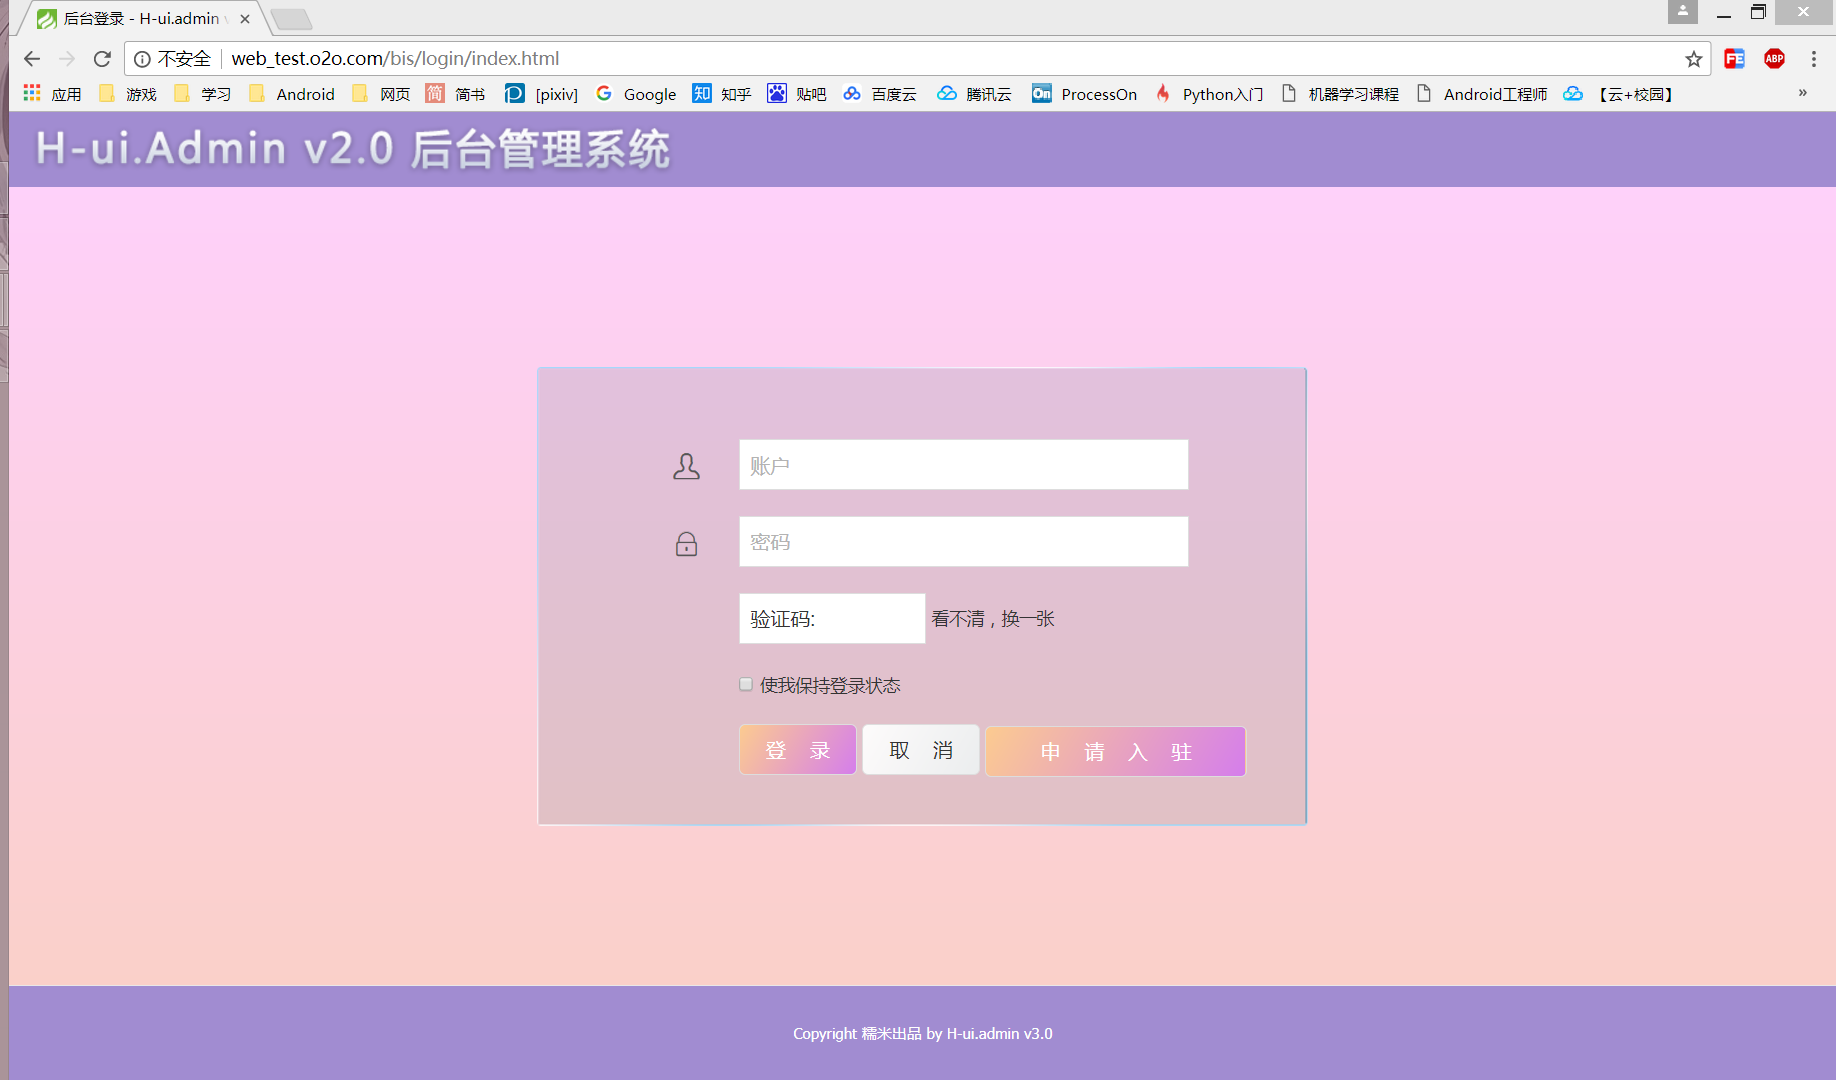 后台登录 - H-ui.admin
不安全 web_test.o2o.com/bis/login/index.html
FE ABP
应用 游戏 学习 Android 网页 简 简书 [pixiv] Google 知 知乎 贴吧 百度云 腾讯云 On ProcessOn Python入门 机器学习课程 Android工程师 【云+校园】 »
H-ui.Admin v2.0 后台管理系统
账户
密码
验证码: 看不清，换一张
使我保持登录状态
登 录 取 消 申 请 入 驻
Copyright 糯米出品 by H-ui.admin v3.0